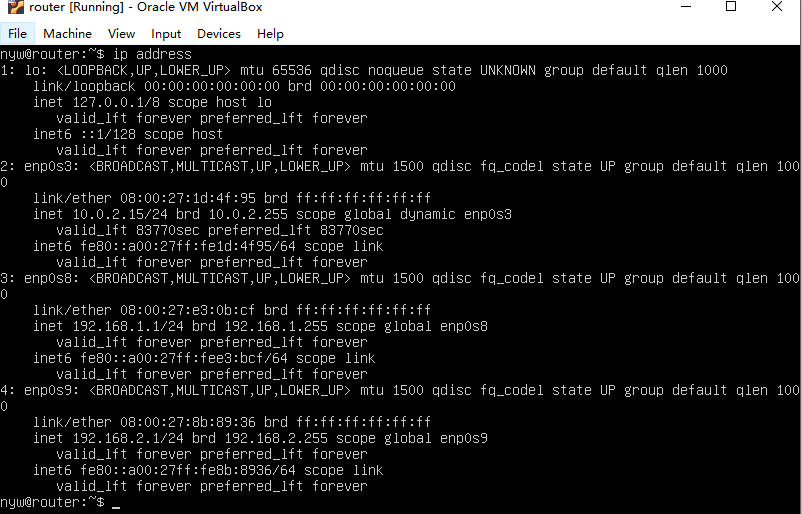 router [Running] - Oracle VM VirtualBox
File Machine View Input Devices Help
nyw@router:~$ ip address
1: lo: <LOOPBACK,UP,LOWER_UP> mtu 65536 qdisc noqueue state UNKNOWN group default qlen 1000
    link/loopback 00:00:00:00:00:00 brd 00:00:00:00:00:00
    inet 127.0.0.1/8 scope host lo
       valid_lft forever preferred_lft forever
    inet6 ::1/128 scope host
       valid_lft forever preferred_lft forever
2: enp0s3: <BROADCAST,MULTICAST,UP,LOWER_UP> mtu 1500 qdisc fq_codel state UP group default qlen 100
0
    link/ether 08:00:27:1d:4f:95 brd ff:ff:ff:ff:ff:ff
    inet 10.0.2.15/24 brd 10.0.2.255 scope global dynamic enp0s3
       valid_lft 83770sec preferred_lft 83770sec
    inet6 fe80::a00:27ff:fe1d:4f95/64 scope link
       valid_lft forever preferred_lft forever
3: enp0s8: <BROADCAST,MULTICAST,UP,LOWER_UP> mtu 1500 qdisc fq_codel state UP group default qlen 100
0
    link/ether 08:00:27:e3:0b:cf brd ff:ff:ff:ff:ff:ff
    inet 192.168.1.1/24 brd 192.168.1.255 scope global enp0s8
       valid_lft forever preferred_lft forever
    inet6 fe80::a00:27ff:fee3:bcf/64 scope link
       valid_lft forever preferred_lft forever
4: enp0s9: <BROADCAST,MULTICAST,UP,LOWER_UP> mtu 1500 qdisc fq_codel state UP group default qlen 100
0
    link/ether 08:00:27:8b:89:36 brd ff:ff:ff:ff:ff:ff
    inet 192.168.2.1/24 brd 192.168.2.255 scope global enp0s9
       valid_lft forever preferred_lft forever
    inet6 fe80::a00:27ff:fe8b:8936/64 scope link
       valid_lft forever preferred_lft forever
nyw@router:~$ _